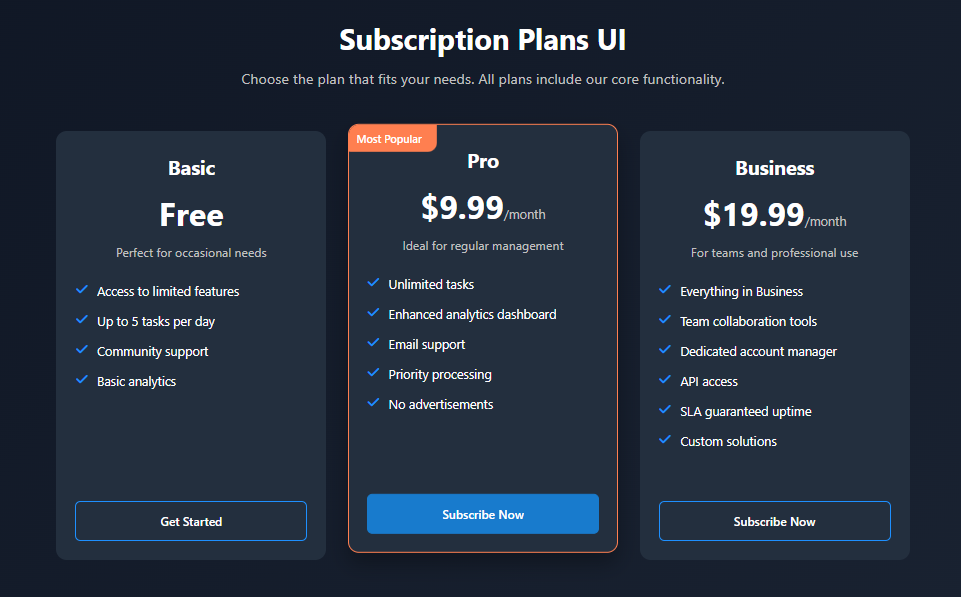 Subscription Plans UI
Choose the plan that fits your needs. All plans include our core functionality.
Basic
Free
Perfect for occasional needs
Access to limited features
Up to 5 tasks per day
Community support
Basic analytics
Get Started
Most Popular
Pro
$9.99/month
Ideal for regular management
Unlimited tasks
Enhanced analytics dashboard
Email support
Priority processing
No advertisements
Subscribe Now
Business
$19.99/month
For teams and professional use
Everything in Business
Team collaboration tools
Dedicated account manager
API access
SLA guaranteed uptime
Custom solutions
Subscribe Now